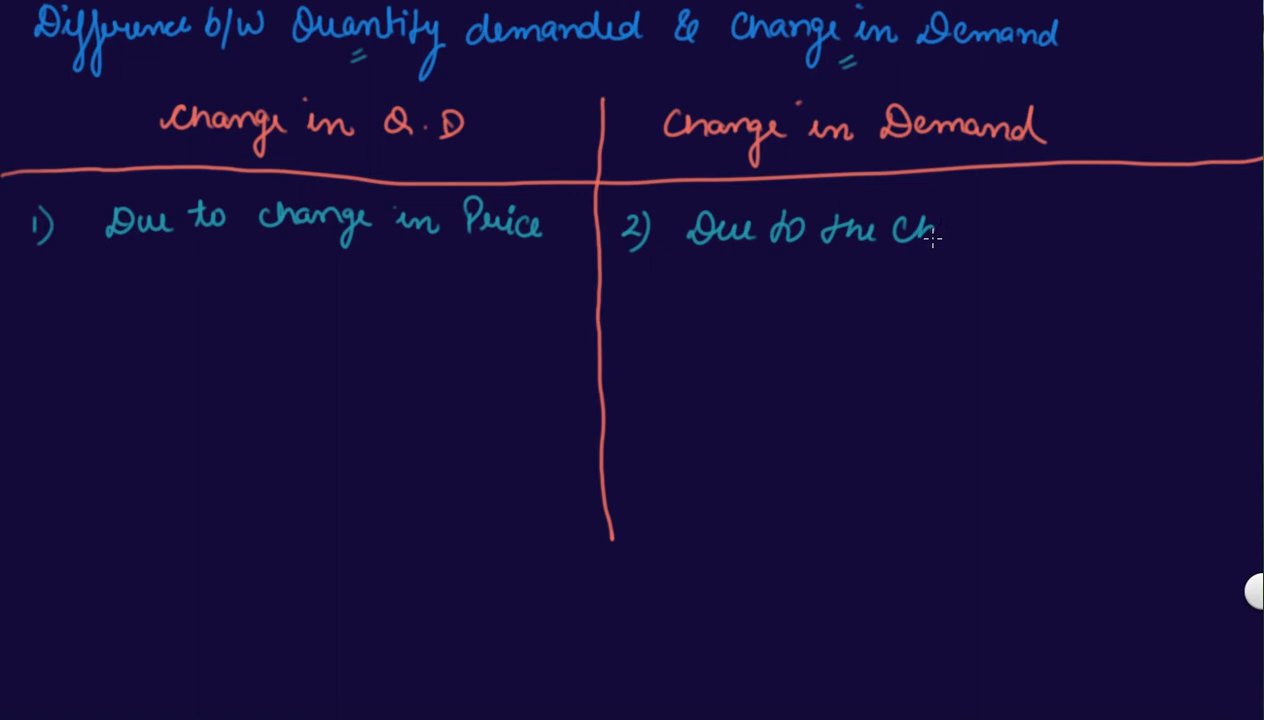 Difference b/w Quantity demanded & Change in Demand
Change in Q.D
Change in Demand
1) Due to change in Price
2) Due to the Ch